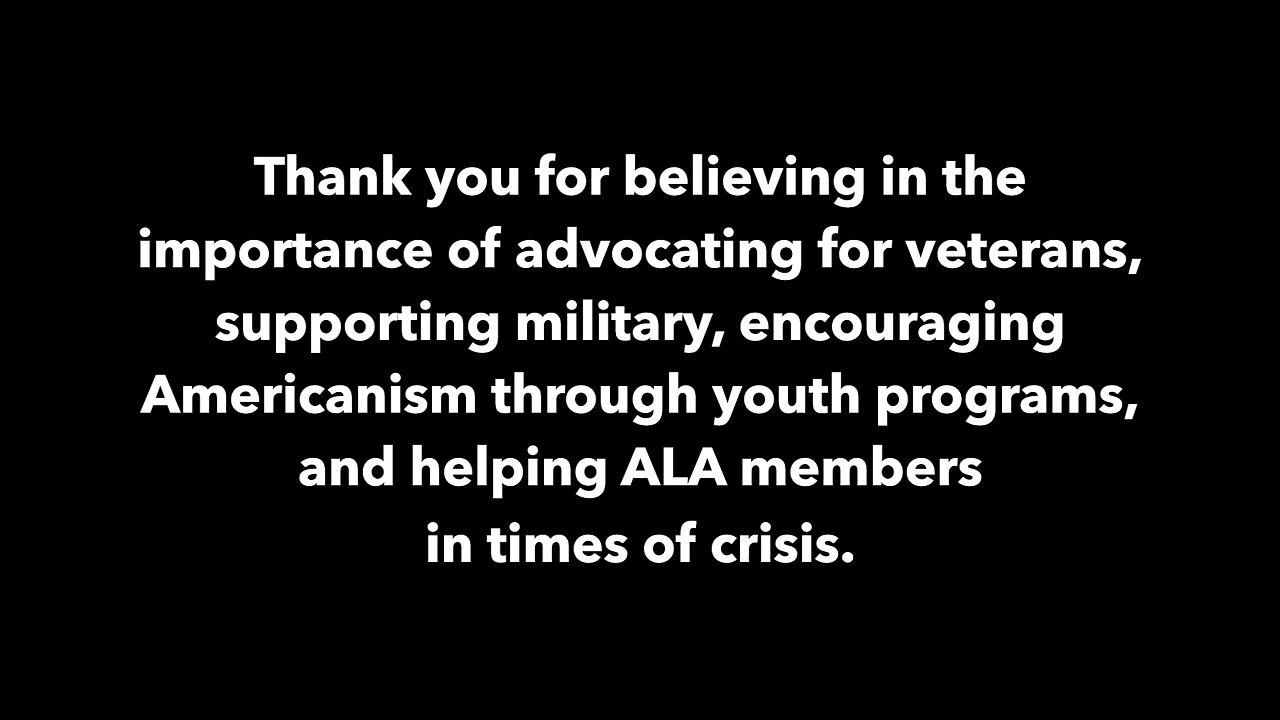 Thank you for believing in the
importance of advocating for veterans,
supporting military, encouraging
Americanism through youth programs,
and helping ALA members
in times of crisis.